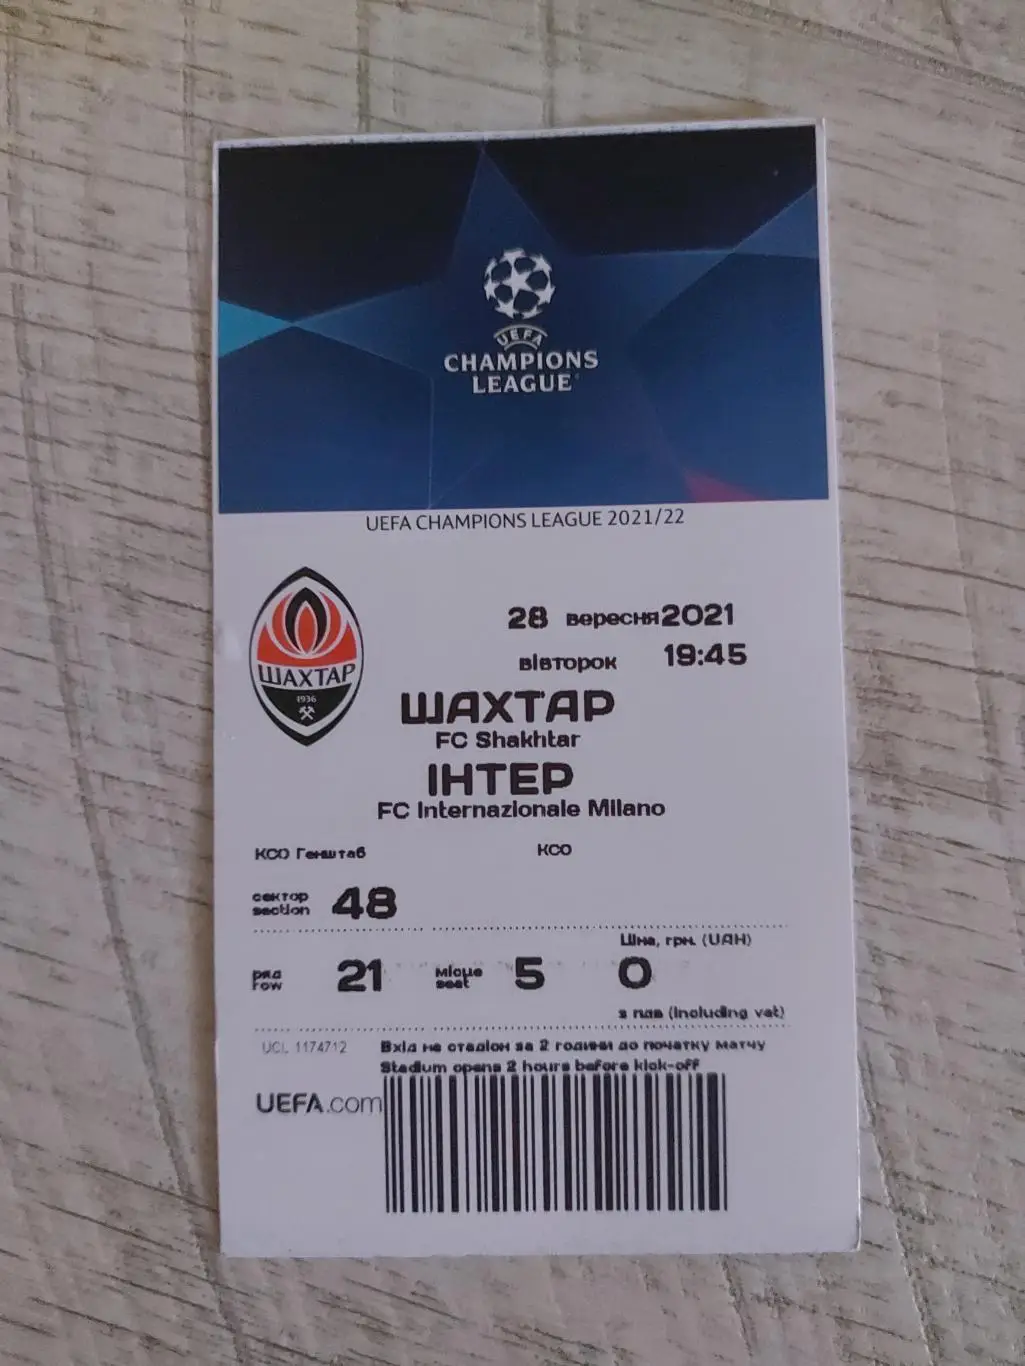 UEFA
CHAMPIONS
LEAGUE
UEFA CHAMPIONS LEAGUE 2021/22
28 вересня 2021
вівторок 19:45
ШАХТАР
1936
ШАХТАР
FC Shakhtar
ІНТЕР
FC Internazionale Milano
КСО Генштаб КСО
сектор
section 48
Ціна, грн. (UAH)
ряд
row 21 місце
seat 5 0
з пдв (including vat)
UCL 1174712 Вхід на стадіон за 2 години до початку матчу
Stadium opens 2 hours before kick-off
UEFA.com